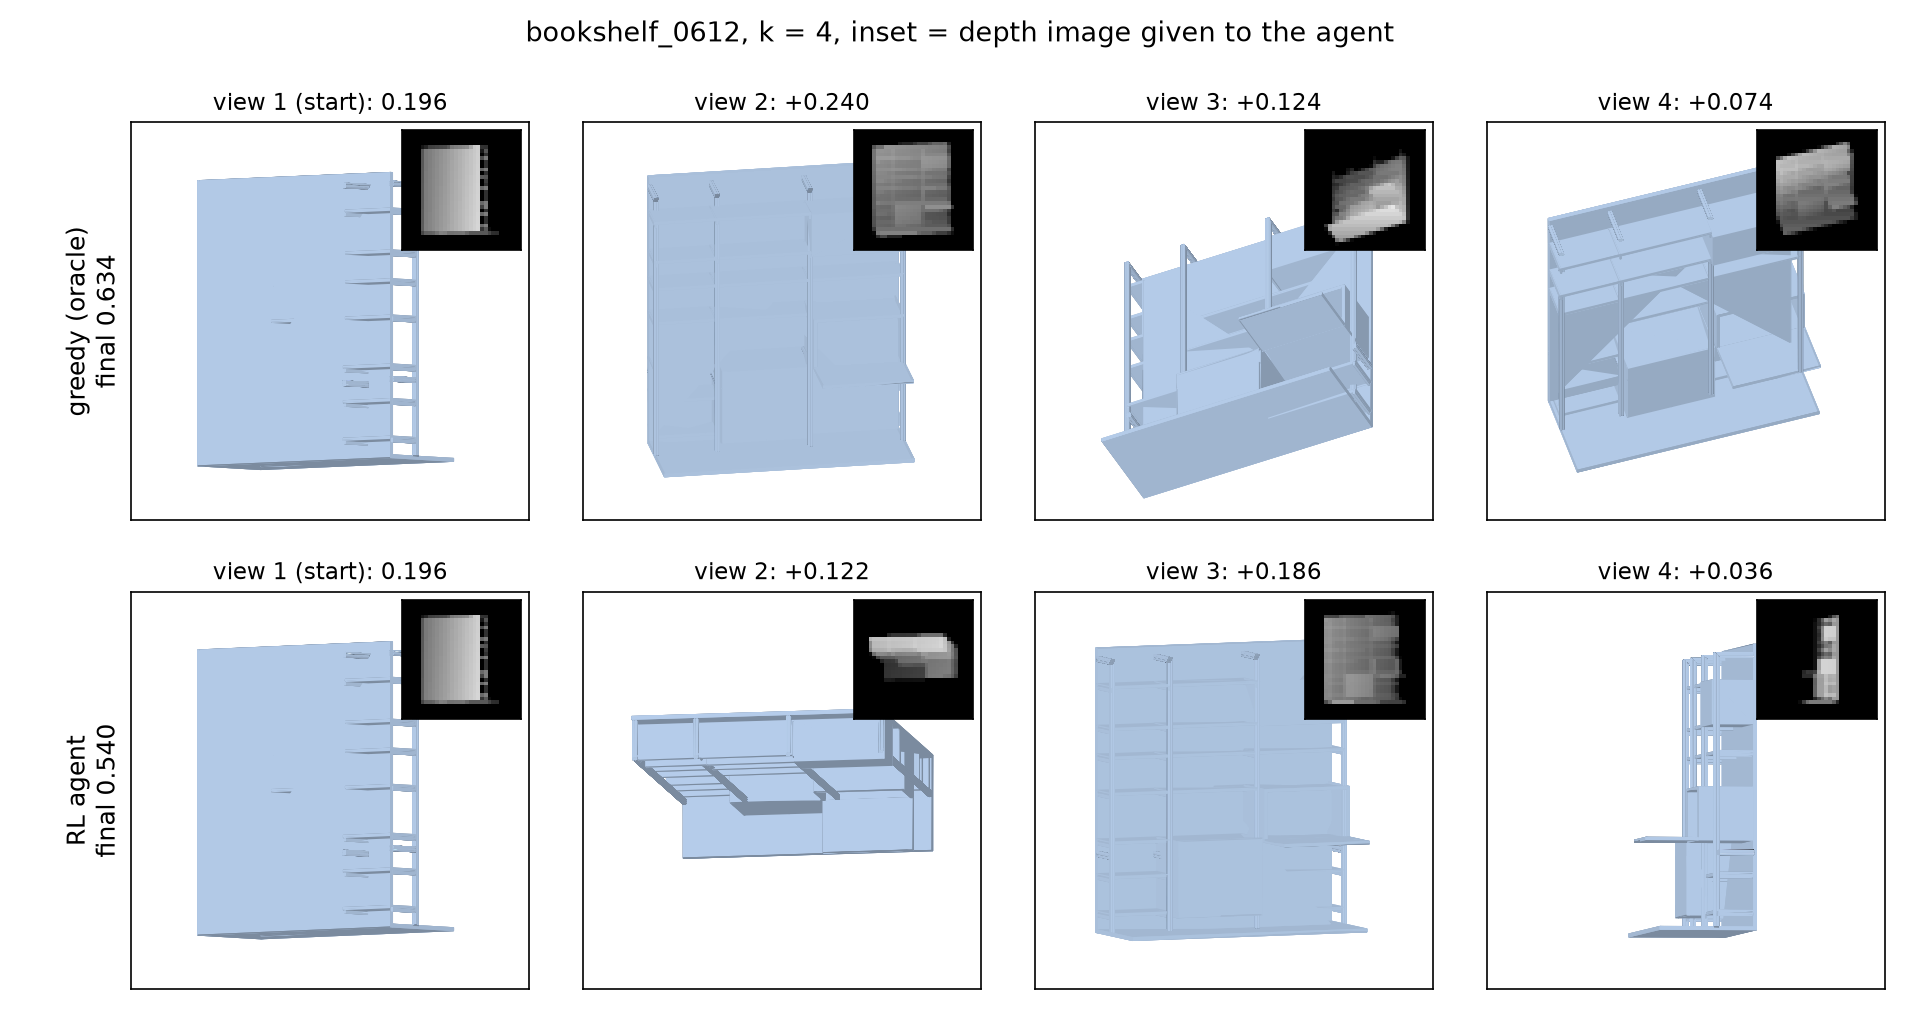 bookshelf_0612, k = 4, inset = depth image given to the agent
greedy (oracle)
final 0.634
view 1 (start): 0.196
view 2: +0.240
view 3: +0.124
view 4: +0.074
RL agent
final 0.540
view 1 (start): 0.196
view 2: +0.122
view 3: +0.186
view 4: +0.036